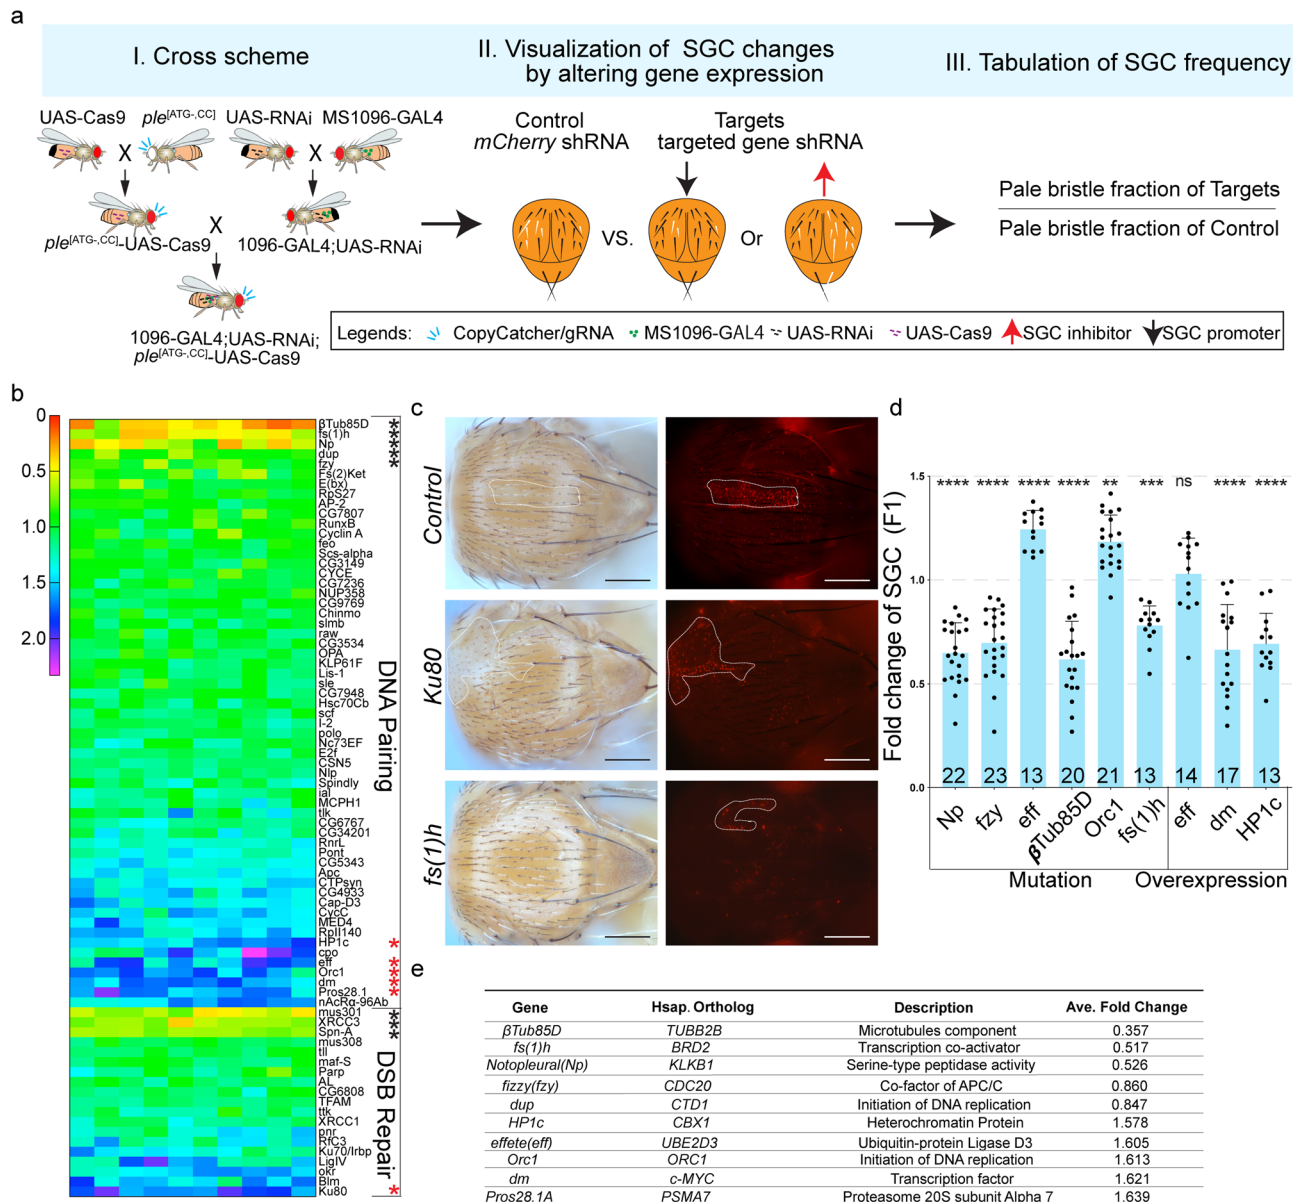 a
I. Cross scheme
II. Visualization of SGC changes
by altering gene expression
III. Tabulation of SGC frequency
UAS-Cas9 ple[ATG-,CC] UAS-RNAi MS1096-GAL4
X X
ple[ATG-,CC]-UAS-Cas9 X 1096-GAL4;UAS-RNAi
1096-GAL4;UAS-RNAi;
ple[ATG-,CC]-UAS-Cas9
Control
mCherry shRNA
Targets
targeted gene shRNA
VS. Or
Pale bristle fraction of Targets
Pale bristle fraction of Control
Legends: CopyCatcher/gRNA MS1096-GAL4 UAS-RNAi UAS-Cas9 SGC inhibitor SGC promoter
b
0
0.5
1.0
1.5
2.0
βTub85D
fs(1)h
Np
dup
fzy
Fs(2)Ket
E(bx)
RpS27
AP-2
CG7807
RunxB
Cyclin A
feo
Scs-alpha
CG3149
CYCE
CG7236
NUP358
CG9769
Chinmo
slmb
raw
CG3534
OPA
KLP61F
Lis-1
sle
CG7948
Hsc70Cb
scf
I-2
polo
Nc73EF
E2f
CSN5
Nlp
Spindly
ial
MCPH1
tlk
CG6767
CG34201
RnrL
Pont
CG5343
Apc
CTPsyn
CG4933
Cap-D3
CycC
MED4
RpII140
HP1c *
cpo
eff *
Orc1 *
dm *
Pros28.1 *
nAcRα-96Ab
mus301
XRCC3
Spn-A
mus308
tll
maf-S
Parp
AL
CG6808
TFAM
ttk
XRCC1
pnr
RfC3
Ku70/Irbp
LigIV
okr
Blm
Ku80 *
*****
DNA Pairing
***
DSB Repair
c
Control
Ku80
fs(1)h
d
Fold change of SGC (F1)
1.5
1.0
0.5
0.0
**** **** **** **** ** *** ns **** ****
22 23 13 20 21 13 14 17 13
Np fzy eff βTub85D Orc1 fs(1)h eff dm HP1c
Mutation Overexpression
e
Gene Hsap. Ortholog Description Ave. Fold Change
βTub85D TUBB2B Microtubules component 0.357
fs(1)h BRD2 Transcription co-activator 0.517
Notopleural(Np) KLKB1 Serine-type peptidase activity 0.526
fizzy(fzy) CDC20 Co-factor of APC/C 0.860
dup CTD1 Initiation of DNA replication 0.847
HP1c CBX1 Heterochromatin Protein 1.578
effete(eff) UBE2D3 Ubiquitin-protein Ligase D3 1.605
Orc1 ORC1 Initiation of DNA replication 1.613
dm c-MYC Transcription factor 1.621
Pros28.1A PSMA7 Proteasome 20S subunit Alpha 7 1.639